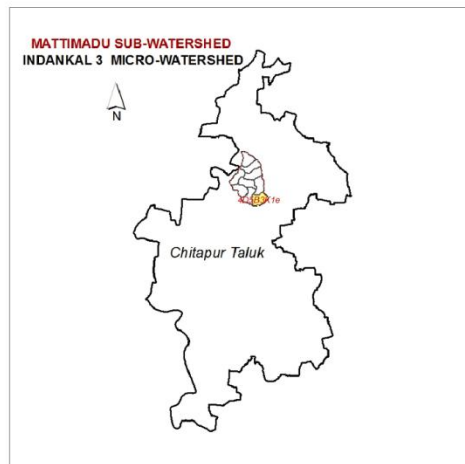 MATTIMADU SUB-WATERSHED
INDANKAL 3 MICRO-WATERSHED
N
Chitapur Taluk